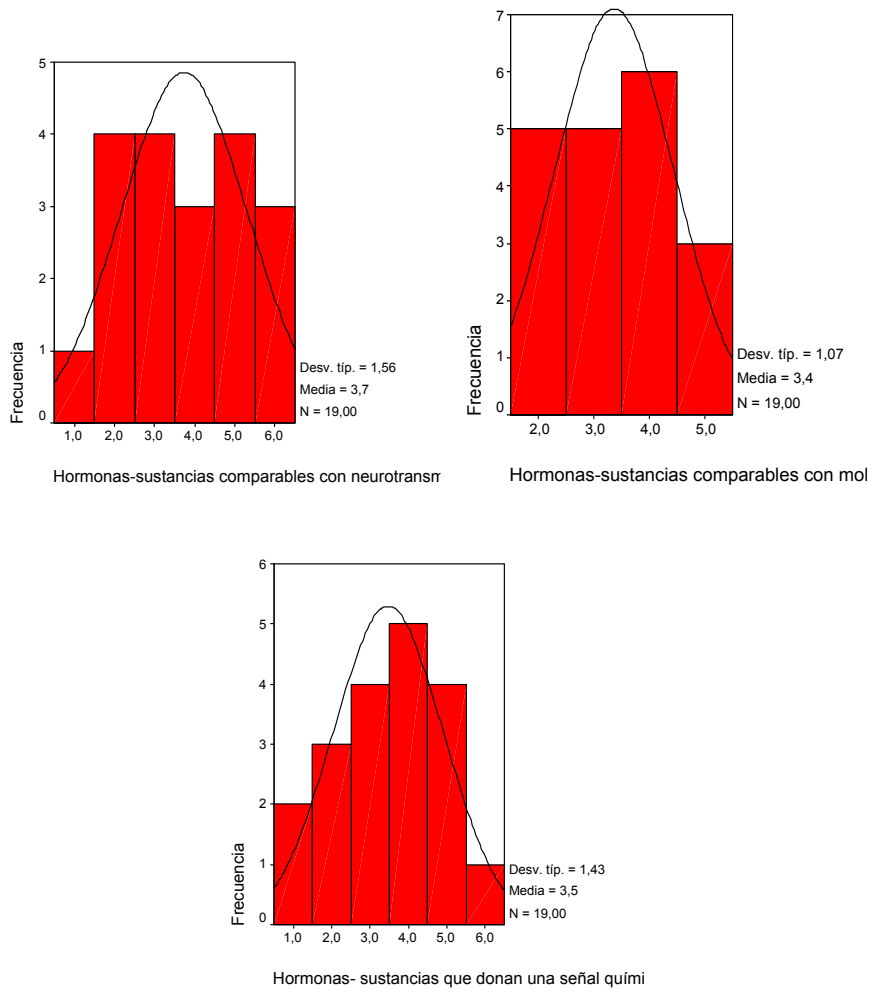 5
4
3
2
1
0
Frecuencia
1,0 2,0 3,0 4,0 5,0 6,0
Desv. típ. = 1,56
Media = 3,7
N = 19,00
Hormonas-sustancias comparables con neurotransm
7
6
5
4
3
2
1
0
Frecuencia
2,0 3,0 4,0 5,0
Desv. típ. = 1,07
Media = 3,4
N = 19,00
Hormonas-sustancias comparables con mol
6
5
4
3
2
1
0
Frecuencia
1,0 2,0 3,0 4,0 5,0 6,0
Desv. típ. = 1,43
Media = 3,5
N = 19,00
Hormonas- sustancias que donan una señal quími